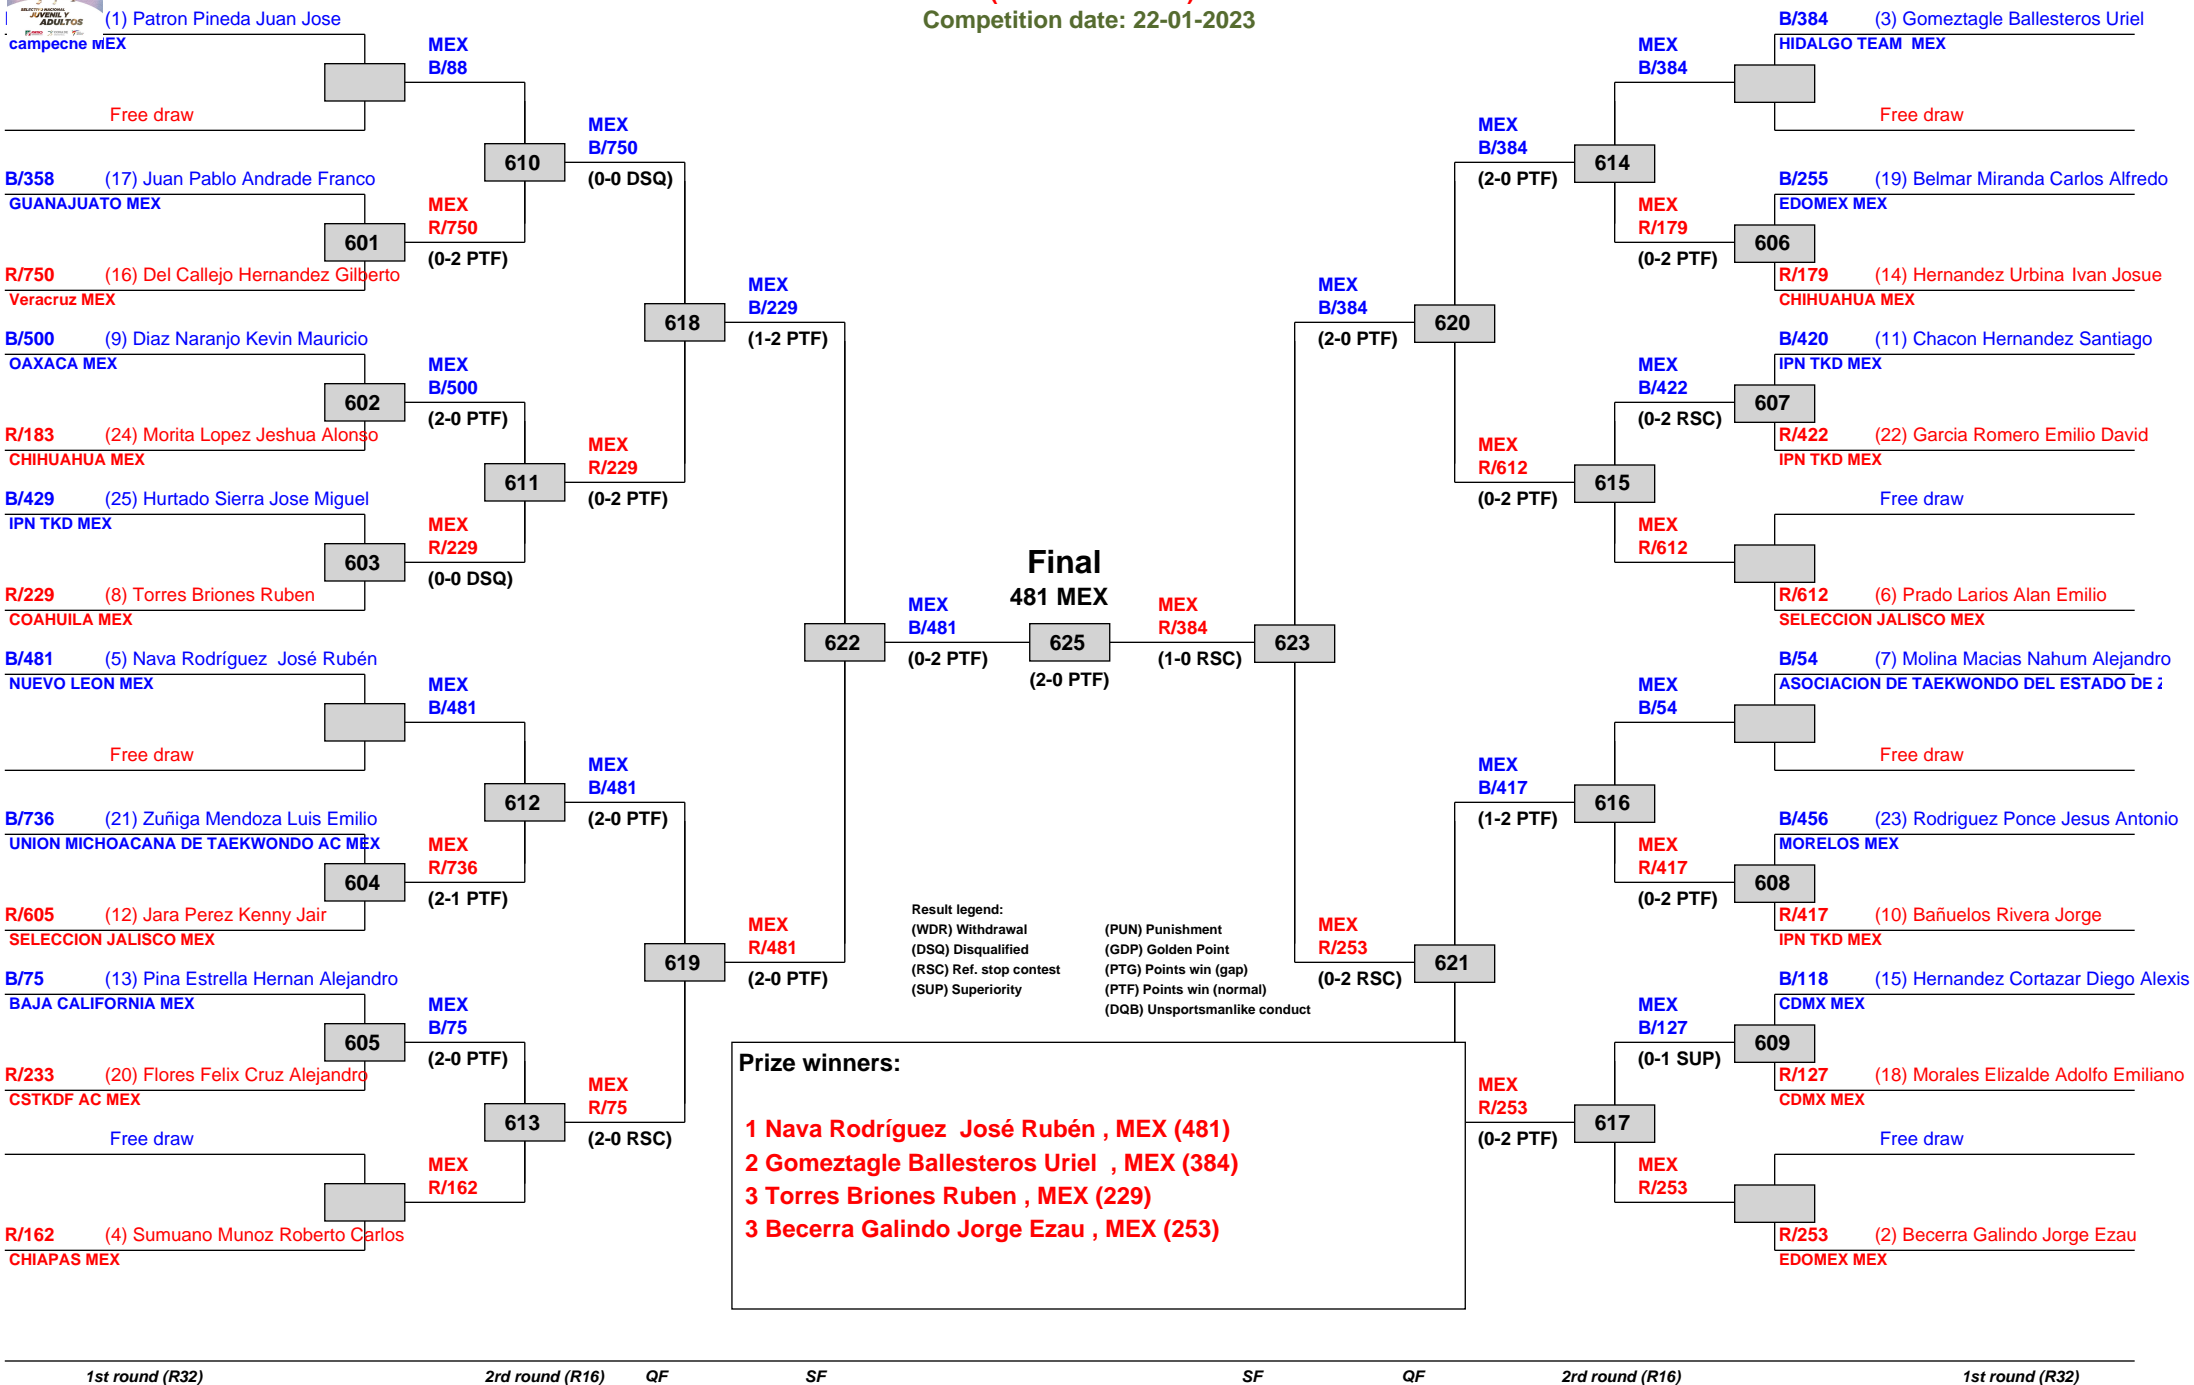 JUVENIL Y
ADULTOS
Competition date: 22-01-2023
(1) Patron Pineda Juan Jose
campeche MEX
MEX
B/88
Free draw
MEX
B/750
610
(0-0 DSQ)
B/358 (17) Juan Pablo Andrade Franco
GUANAJUATO MEX
MEX
R/750
601
(0-2 PTF)
R/750 (16) Del Callejo Hernandez Gilberto
Veracruz MEX
MEX
B/229
618
(1-2 PTF)
B/500 (9) Diaz Naranjo Kevin Mauricio
OAXACA MEX
MEX
B/500
602
(2-0 PTF)
R/183 (24) Morita Lopez Jeshua Alonso
CHIHUAHUA MEX
MEX
R/229
611
(0-2 PTF)
B/429 (25) Hurtado Sierra Jose Miguel
IPN TKD MEX
MEX
R/229
603
(0-0 DSQ)
R/229 (8) Torres Briones Ruben
COAHUILA MEX
MEX
B/481
622
(0-2 PTF)
B/481 (5) Nava Rodríguez José Rubén
NUEVO LEON MEX
MEX
B/481
Free draw
MEX
B/481
612
(2-0 PTF)
B/736 (21) Zuñiga Mendoza Luis Emilio
UNION MICHOACANA DE TAEKWONDO AC MEX
MEX
R/736
604
(2-1 PTF)
R/605 (12) Jara Perez Kenny Jair
SELECCION JALISCO MEX
MEX
R/481
619
(2-0 PTF)
B/75 (13) Pina Estrella Hernan Alejandro
BAJA CALIFORNIA MEX
MEX
B/75
605
(2-0 PTF)
R/233 (20) Flores Felix Cruz Alejandro
CSTKDF AC MEX
MEX
R/75
613
(2-0 RSC)
Free draw
MEX
R/162
R/162 (4) Sumuano Munoz Roberto Carlos
CHIAPAS MEX
Final
481 MEX
625
(2-0 PTF)
MEX
R/384
623
(1-0 RSC)
B/384 (3) Gomeztagle Ballesteros Uriel
HIDALGO TEAM MEX
MEX
B/384
Free draw
MEX
B/384
614
(2-0 PTF)
B/255 (19) Belmar Miranda Carlos Alfredo
EDOMEX MEX
MEX
R/179
606
(0-2 PTF)
R/179 (14) Hernandez Urbina Ivan Josue
CHIHUAHUA MEX
MEX
B/384
620
(2-0 PTF)
B/420 (11) Chacon Hernandez Santiago
IPN TKD MEX
MEX
B/422
607
(0-2 RSC)
R/422 (22) Garcia Romero Emilio David
IPN TKD MEX
MEX
R/612
615
(0-2 PTF)
Free draw
MEX
R/612
R/612 (6) Prado Larios Alan Emilio
SELECCION JALISCO MEX
B/54 (7) Molina Macias Nahum Alejandro
ASOCIACION DE TAEKWONDO DEL ESTADO DE
MEX
B/54
Free draw
MEX
B/417
616
(1-2 PTF)
B/456 (23) Rodriguez Ponce Jesus Antonio
MORELOS MEX
MEX
R/417
608
(0-2 PTF)
R/417 (10) Bañuelos Rivera Jorge
IPN TKD MEX
MEX
R/253
621
(0-2 RSC)
B/118 (15) Hernandez Cortazar Diego Alexis
CDMX MEX
MEX
B/127
609
(0-1 SUP)
R/127 (18) Morales Elizalde Adolfo Emiliano
CDMX MEX
MEX
R/253
617
(0-2 PTF)
Free draw
MEX
R/253
R/253 (2) Becerra Galindo Jorge Ezau
EDOMEX MEX
Result legend:
(WDR) Withdrawal (PUN) Punishment
(DSQ) Disqualified (GDP) Golden Point
(RSC) Ref. stop contest (PTG) Points win (gap)
(SUP) Superiority (PTF) Points win (normal)
(DQB) Unsportsmanlike conduct
Prize winners:
1 Nava Rodríguez José Rubén , MEX (481)
2 Gomeztagle Ballesteros Uriel , MEX (384)
3 Torres Briones Ruben , MEX (229)
3 Becerra Galindo Jorge Ezau , MEX (253)
1st round (R32) 2rd round (R16) QF SF SF QF 2rd round (R16) 1st round (R32)